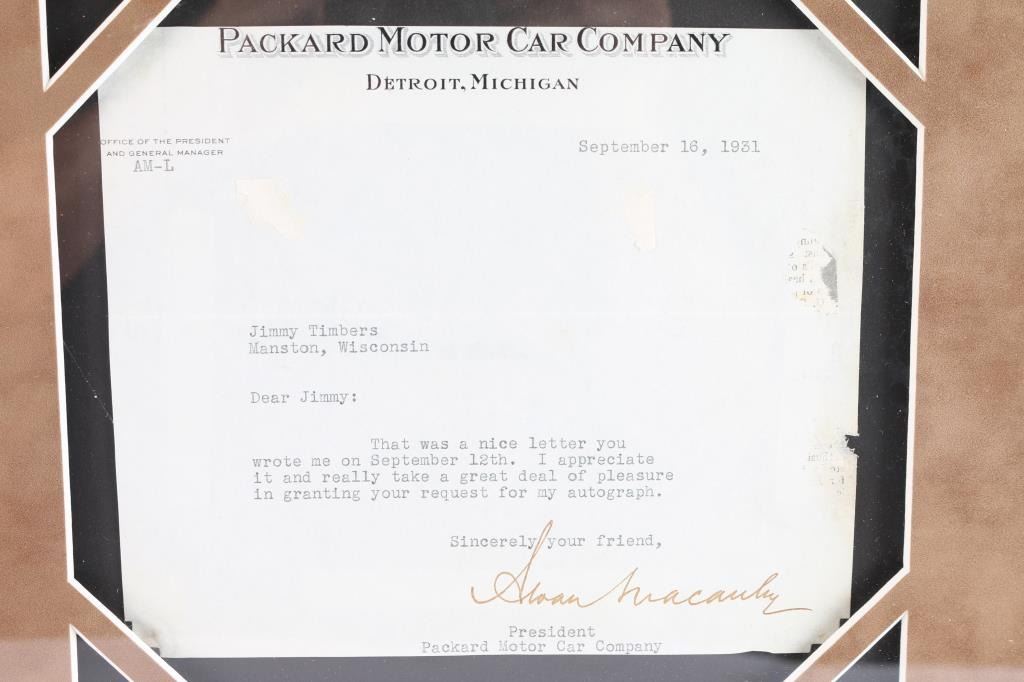 PACKARD MOTOR CAR COMPANY
DETROIT, MICHIGAN
OFFICE OF THE PRESIDENT
AND GENERAL MANAGER
AM-L
September 16, 1931
Jimmy Timbers
Manston, Wisconsin
Dear Jimmy:
That was a nice letter you
wrote me on September 12th. I appreciate
it and really take a great deal of pleasure
in granting your request for my autograph.
Sincerely your friend,
Alvan Macauley
President
Packard Motor Car Company